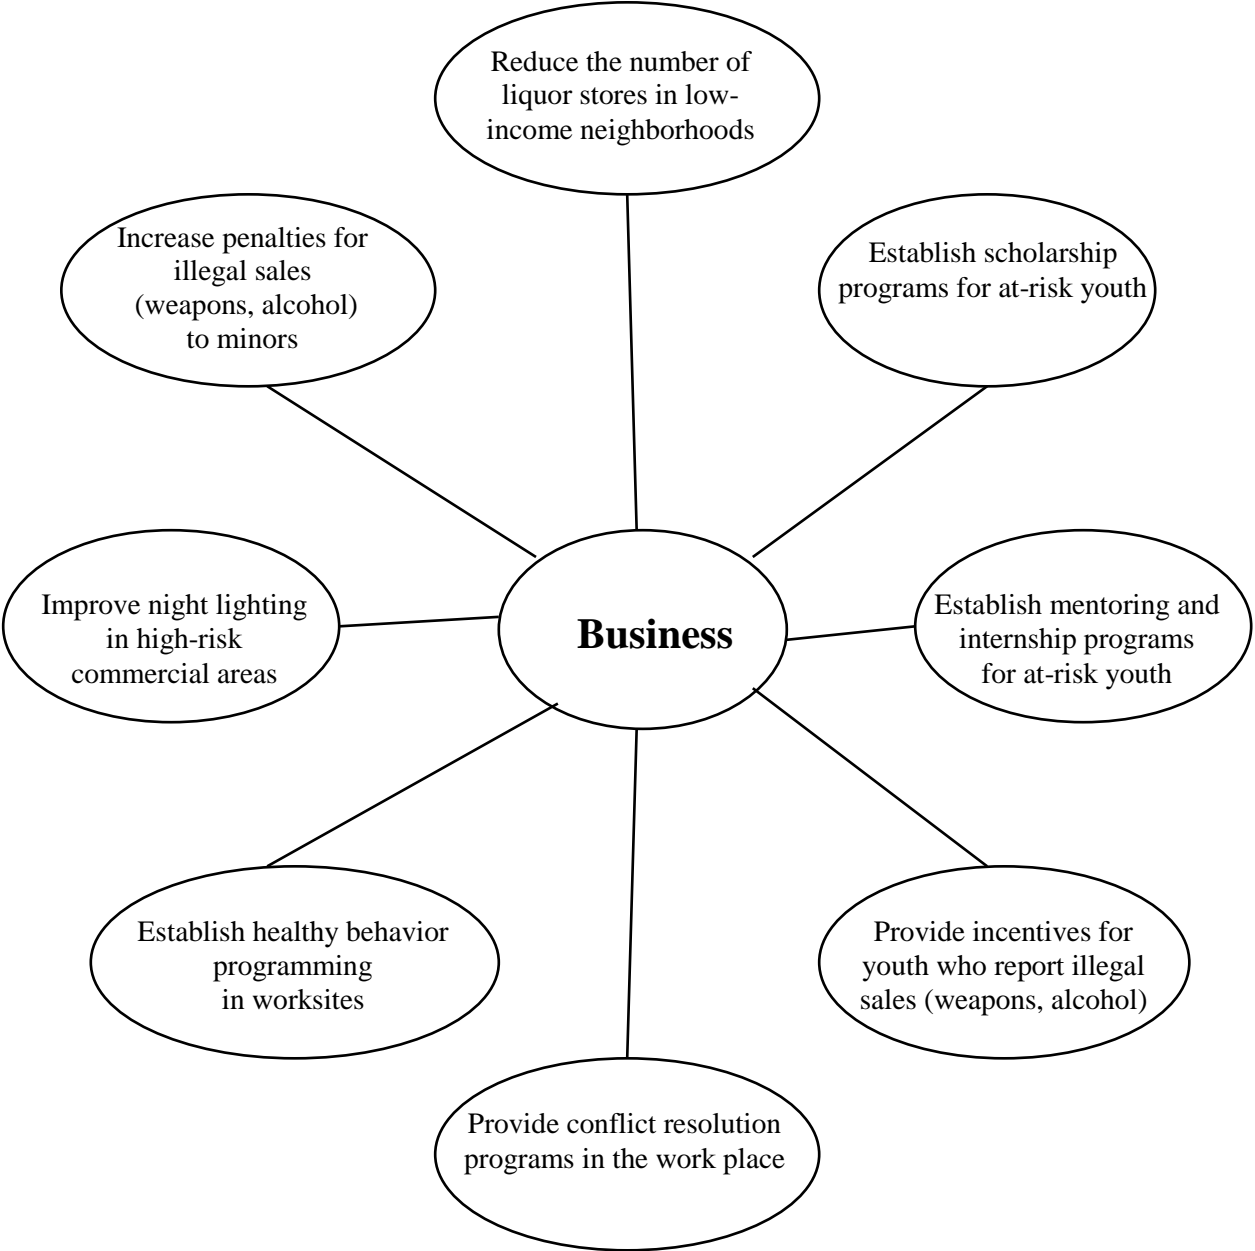 Reduce the number of
liquor stores in low-
income neighborhoods
Increase penalties for
illegal sales
(weapons, alcohol)
to minors
Establish scholarship
programs for at-risk youth
Improve night lighting
in high-risk
commercial areas
Business
Establish mentoring and
internship programs
for at-risk youth
Establish healthy behavior
programming
in worksites
Provide incentives for
youth who report illegal
sales (weapons, alcohol)
Provide conflict resolution
programs in the work place